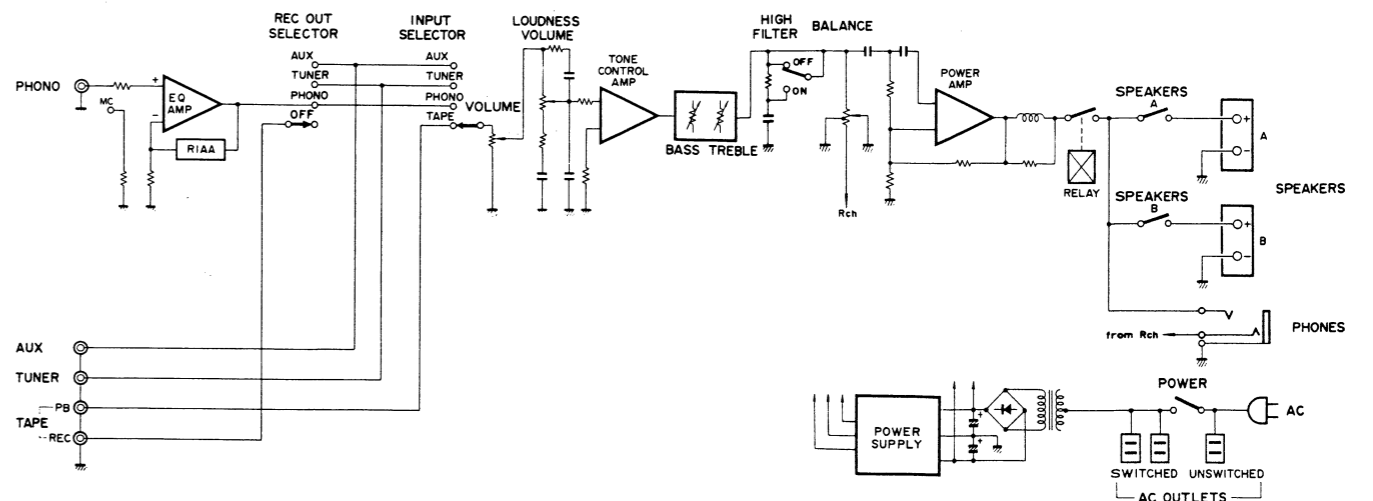 REC OUT
SELECTOR
INPUT
SELECTOR
LOUDNESS
VOLUME
HIGH
FILTER
BALANCE
AUX
TUNER
PHONO
OFF
AUX
TUNER
PHONO
TAPE
VOLUME
TONE
CONTROL
AMP
OFF
ON
POWER
AMP
SPEAKERS
A
PHONO
MC
+
-
EQ
AMP
RIAA
BASS TREBLE
Rch
RELAY
+
-
A
SPEAKERS
SPEAKERS
B
+
-
B
from Rch
PHONES
AUX
TUNER
TAPE
PB
REC
POWER
SUPPLY
+
+
POWER
AC
SWITCHED
UNSWITCHED
AC OUTLETS